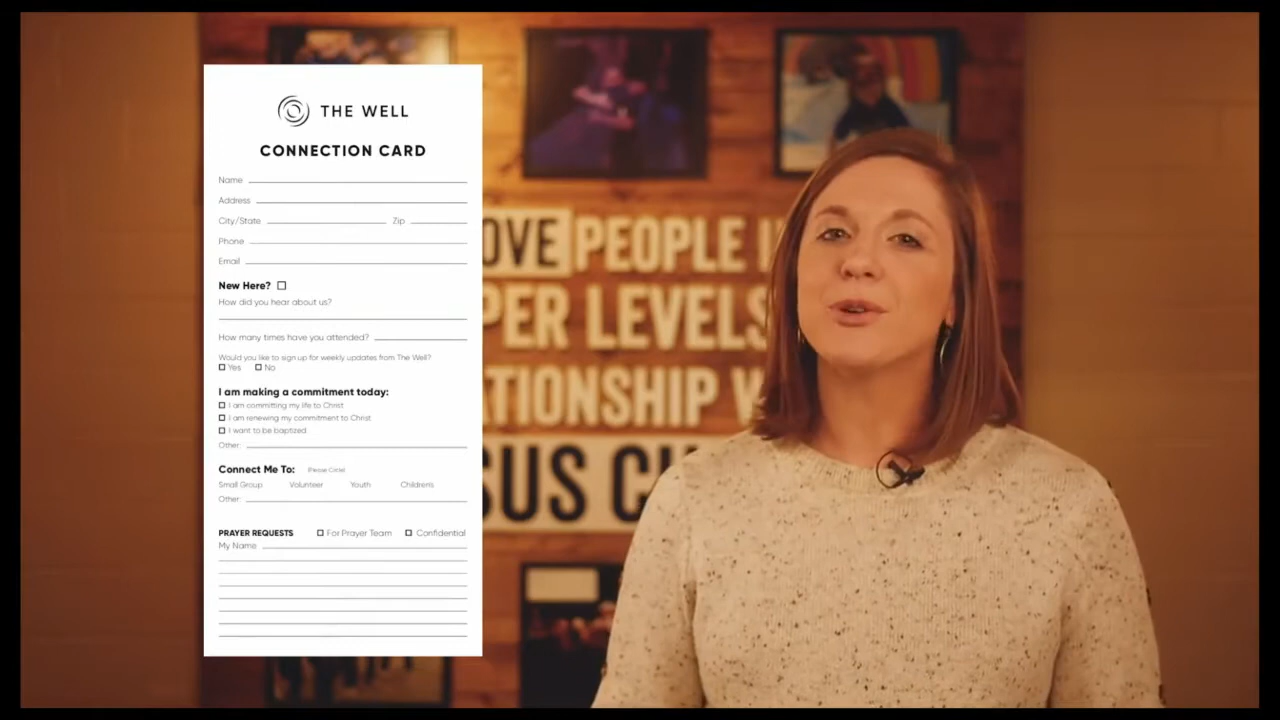 THE WELL
CONNECTION CARD
Name
Address
City/State Zip
Phone
Email
New Here?
How did you hear about us?
How many times have you attended?
Would you like to sign up for weekly updates from The Well?
Yes No
I am making a commitment today:
I am committing my life to Christ
I am renewing my commitment to Christ
I want to be baptized
Other:
Connect Me To: (Please Circle)
Small Group Volunteer Youth Childrens
Other:
PRAYER REQUESTS For Prayer Team Confidential
My Name
OVE PEOPLE I
PER LEVELS
TIONSHIP
SUS C